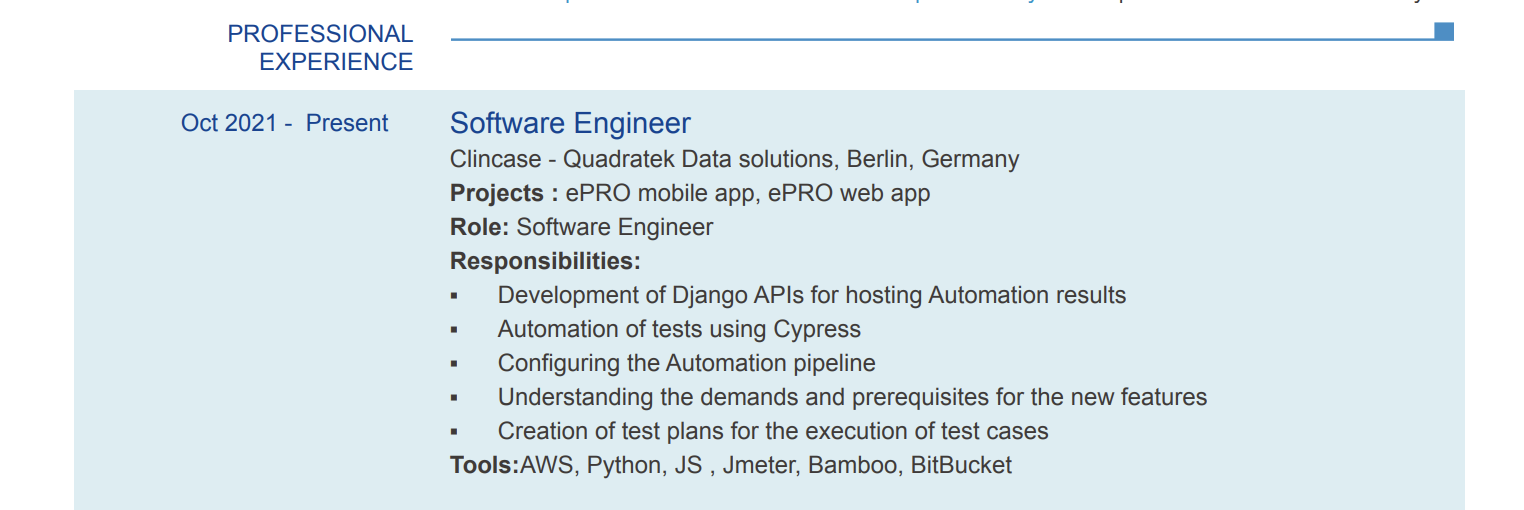 PROFESSIONAL
EXPERIENCE
Oct 2021 -  Present
Software Engineer
Clincase - Quadratek Data solutions, Berlin, Germany
Projects : ePRO mobile app, ePRO web app
Role: Software Engineer
Responsibilities:
▪ Development of Django APIs for hosting Automation results
▪ Automation of tests using Cypress
▪ Configuring the Automation pipeline
▪ Understanding the demands and prerequisites for the new features
▪ Creation of test plans for the execution of test cases
Tools:AWS, Python, JS , Jmeter, Bamboo, BitBucket